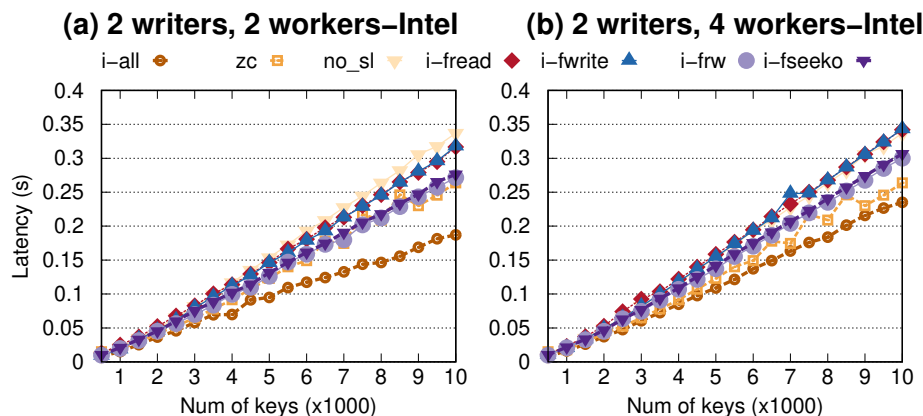 (a) 2 writers, 2 workers–Intel (b) 2 writers, 4 workers–Intel
i–all zc no_sl i–fread i–fwrite i–frw i–fseeko
Latency (s)
0.4
0.35
0.3
0.25
0.2
0.15
0.1
0.05
0
1 2 3 4 5 6 7 8 9 10
Num of keys (x1000)
0.4
0.35
0.3
0.25
0.2
0.15
0.1
0.05
0
1 2 3 4 5 6 7 8 9 10
Num of keys (x1000)